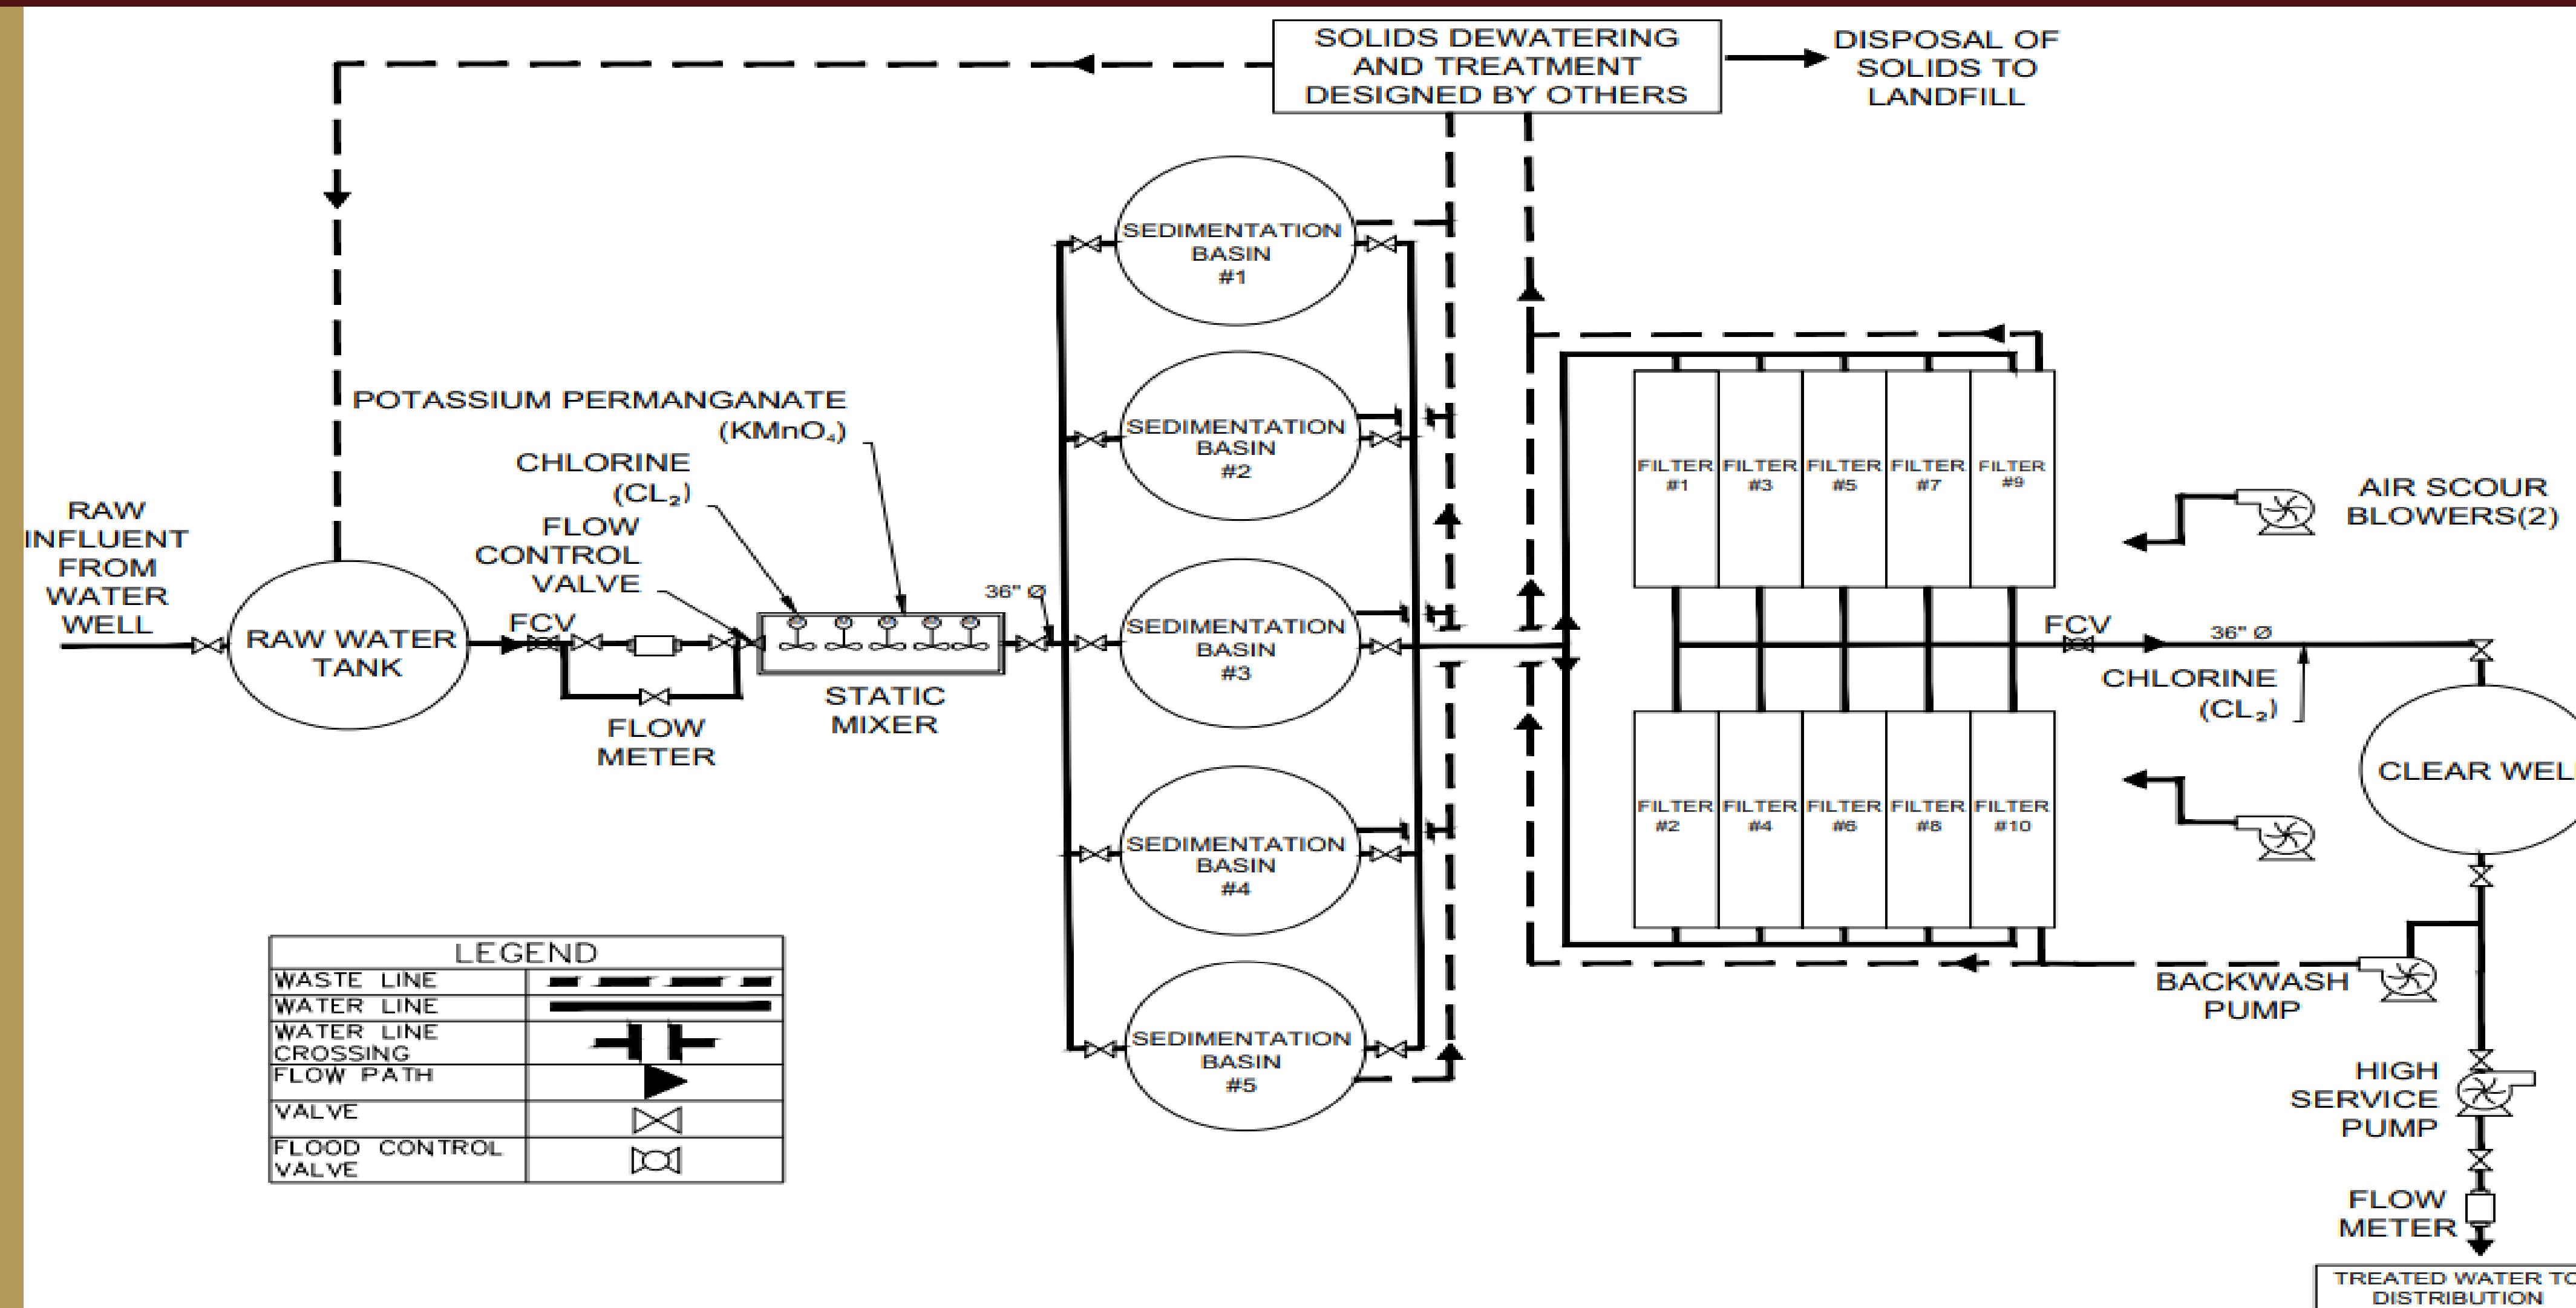 SOLIDS DEWATERING
AND TREATMENT
DESIGNED BY OTHERS
DISPOSAL OF
SOLIDS TO
LANDFILL
SEDIMENTATION
BASIN
#1
SEDIMENTATION
BASIN
#2
SEDIMENTATION
BASIN
#3
SEDIMENTATION
BASIN
#4
SEDIMENTATION
BASIN
#5
POTASSIUM PERMANGANATE
(KMnO₄)
CHLORINE
(CL₂)
FLOW
CONTROL
VALVE
RAW
INFLUENT
FROM
WATER
WELL
RAW WATER
TANK
FCV
FLOW
METER
STATIC
MIXER
36" Ø
FILTER
#1
FILTER
#3
FILTER
#5
FILTER
#7
FILTER
#9
FILTER
#2
FILTER
#4
FILTER
#6
FILTER
#8
FILTER
#10
AIR SCOUR
BLOWERS(2)
FCV
36" Ø
CHLORINE
(CL₂)
CLEAR WEL
BACKWASH
PUMP
HIGH
SERVICE
PUMP
FLOW
METER
TREATED WATER TO
DISTRIBUTION
LEGEND
WASTE LINE
WATER LINE
WATER LINE
CROSSING
FLOW PATH
VALVE
FLOOD CONTROL
VALVE